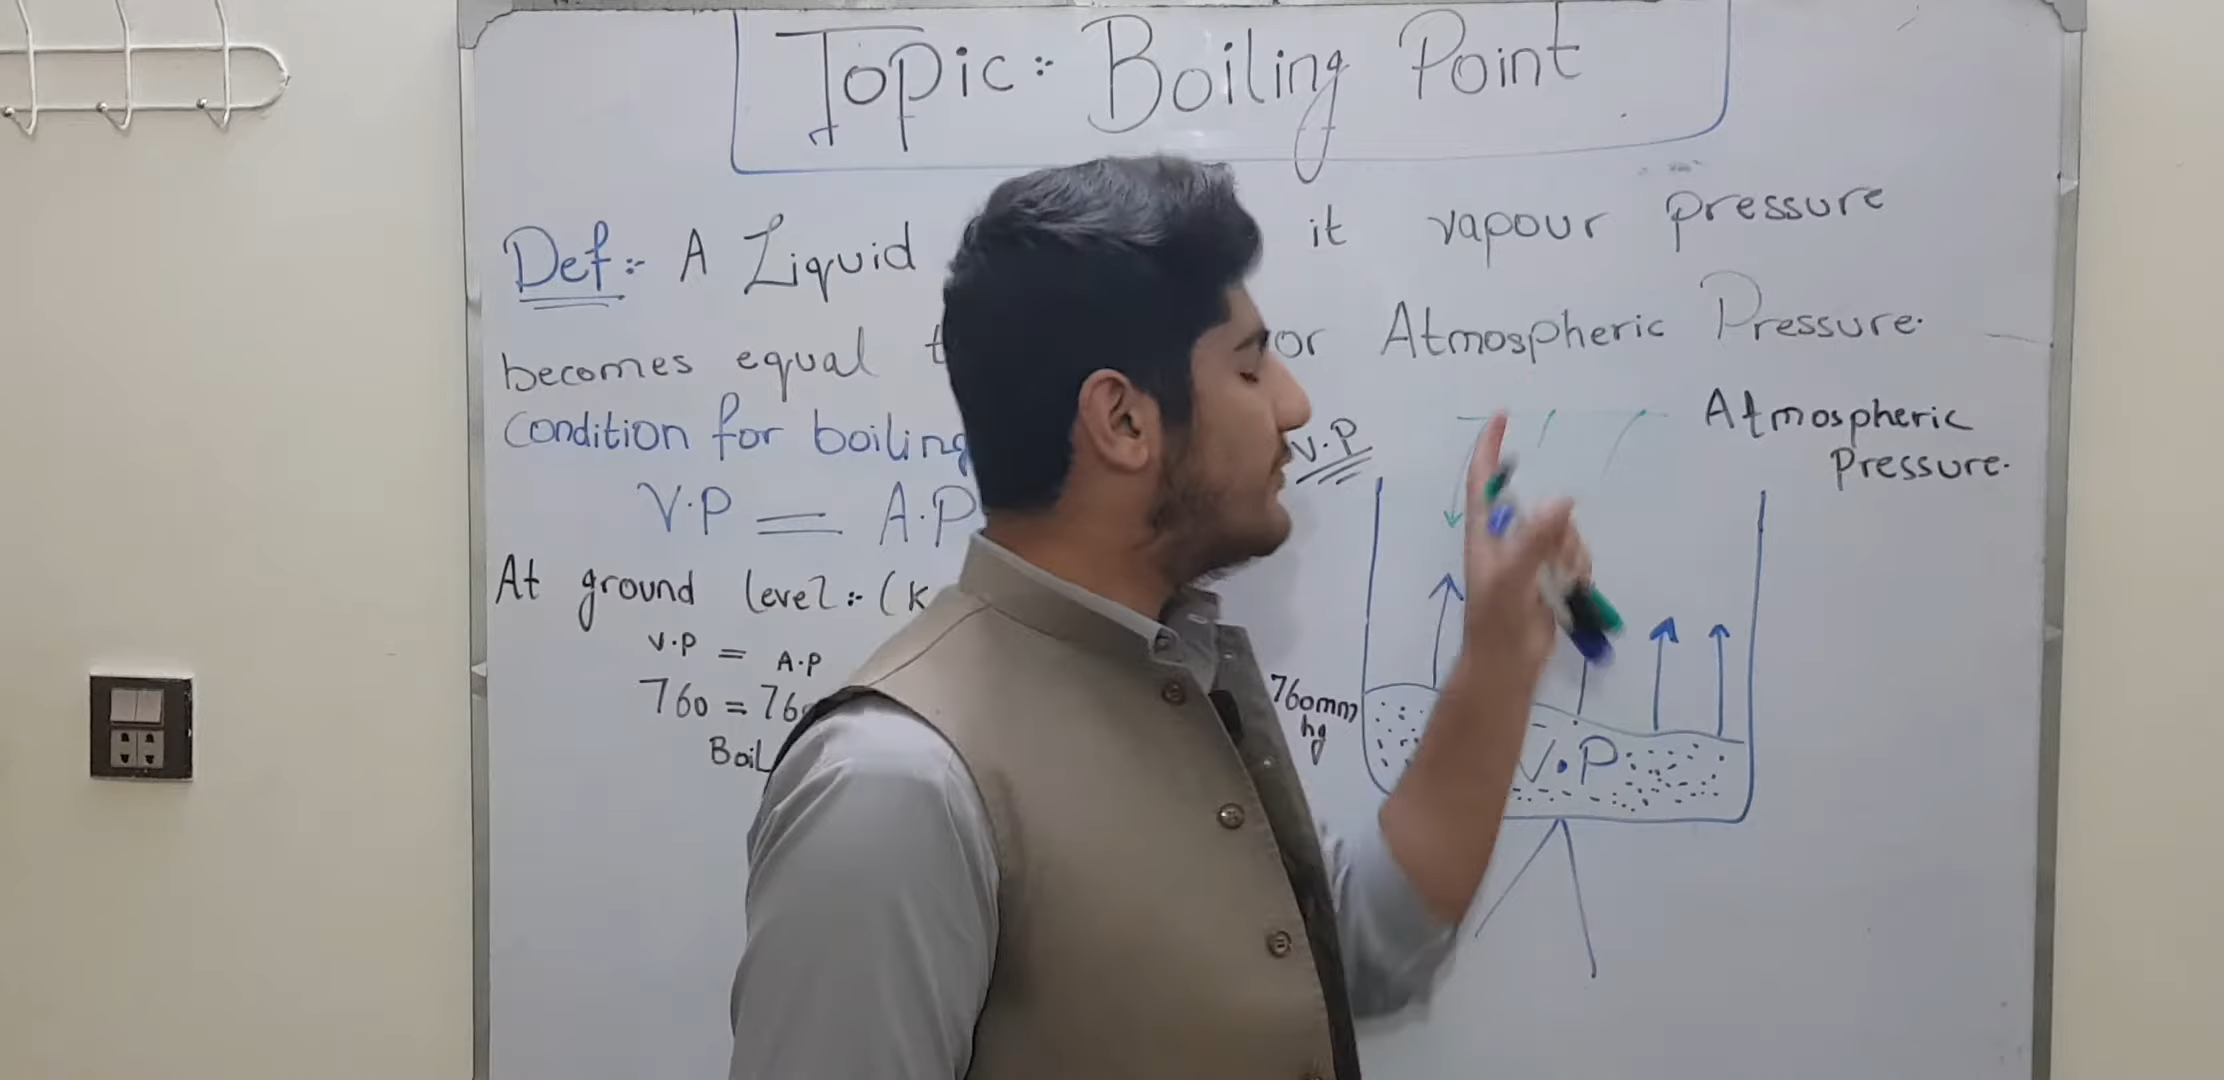 Topic:- Boiling Point
Def:- A Liquid it vapour pressure
becomes equal or Atmospheric Pressure.
Condition for boiling
V.P = A.P
At ground level:- (K
V.P = A.P
760 = 76
Boil
V.P
Atmospheric
Pressure.
760mm
hg
V.P